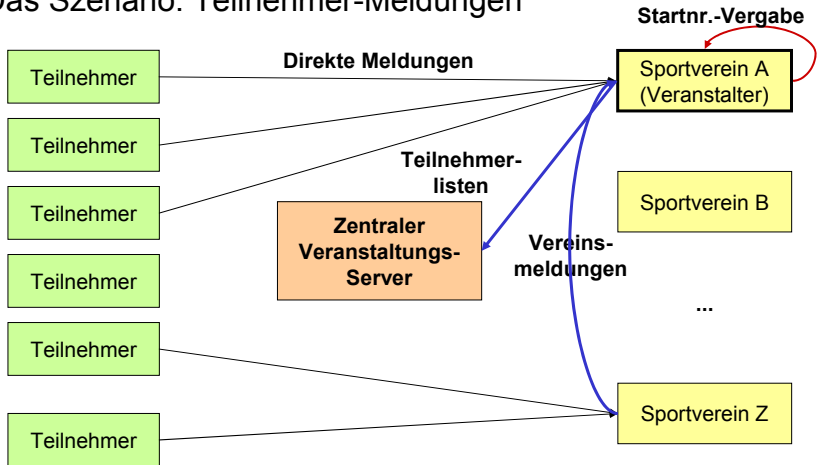 Das Szenario: Teilnehmer-Meldungen
Startnr.-Vergabe
Direkte Meldungen
Teilnehmer
Sportverein A
(Veranstalter)
Teilnehmer
Teilnehmer-
listen
Teilnehmer
Sportverein B
Zentraler
Veranstaltungs-
Server
Vereins-
meldungen
Teilnehmer
...
Teilnehmer
Sportverein Z
Teilnehmer